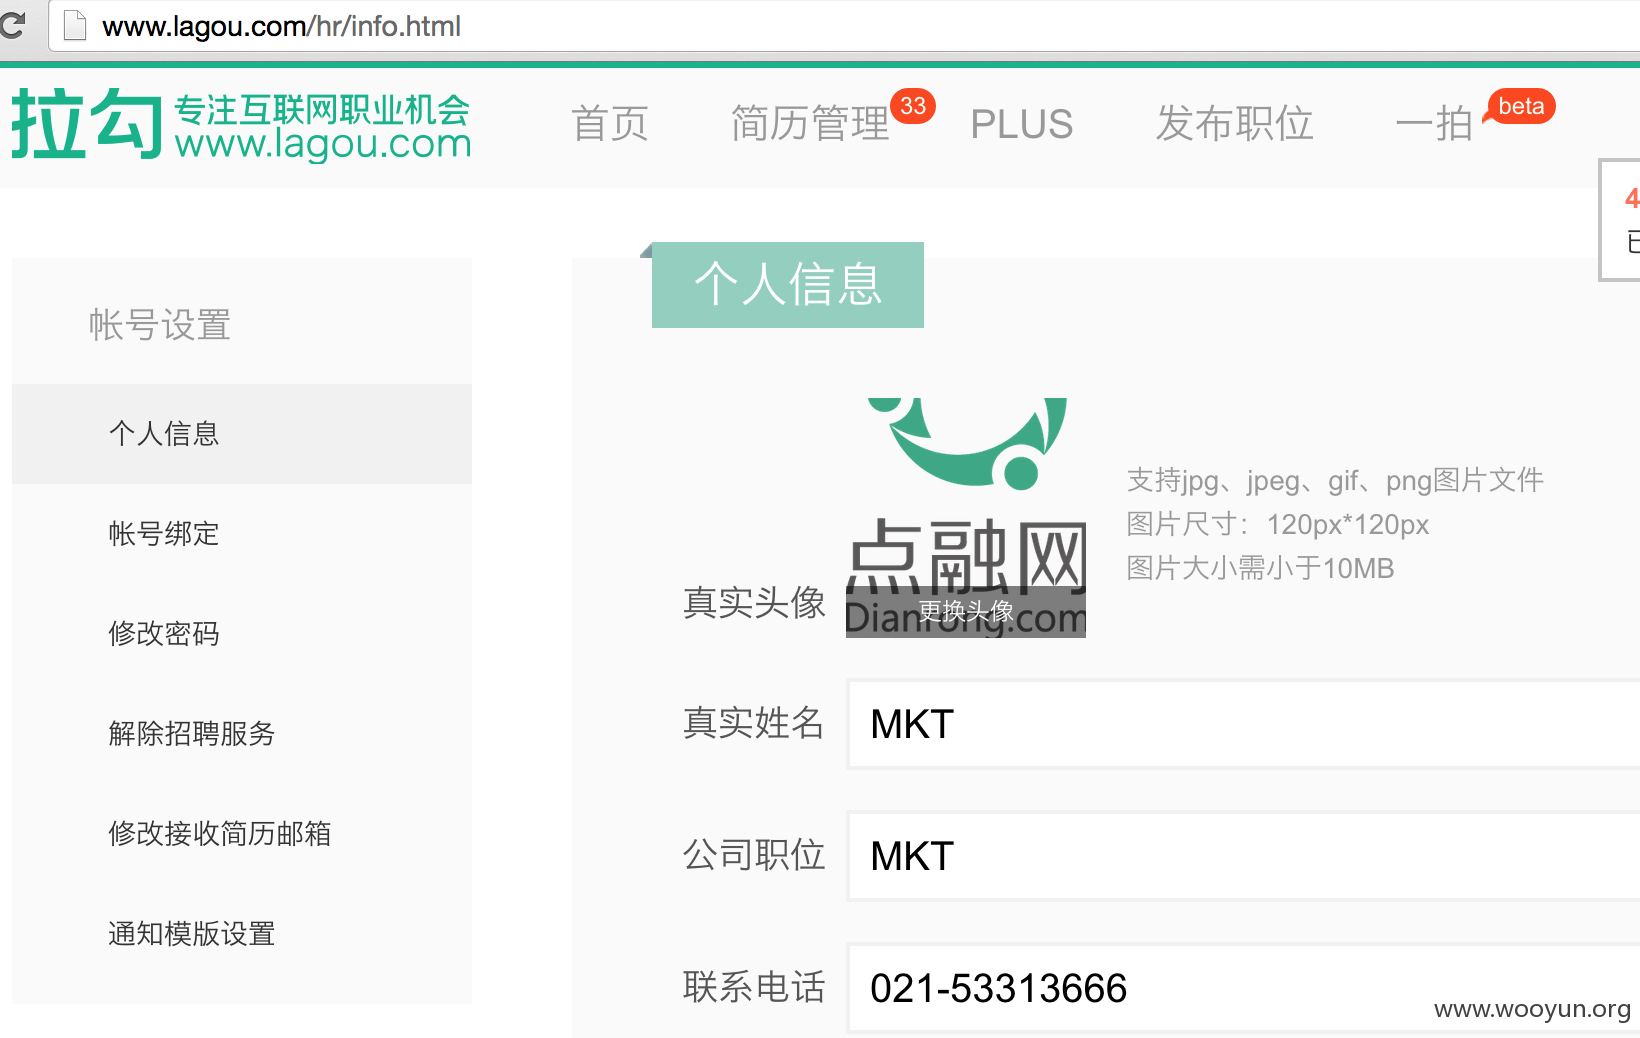 www.lagou.com/hr/info.html
拉勾 专注互联网职业机会
www.lagou.com
首页 简历管理 33 PLUS 发布职位 一拍 beta
4
个人信息
帐号设置
个人信息
帐号绑定
修改密码
解除招聘服务
修改接收简历邮箱
通知模版设置
点融网
Dianrong.com
更换头像
支持jpg、jpeg、gif、png图片文件
图片尺寸：120px*120px
图片大小需小于10MB
真实头像
真实姓名 MKT
公司职位 MKT
联系电话 021-53313666
www.wooyun.org